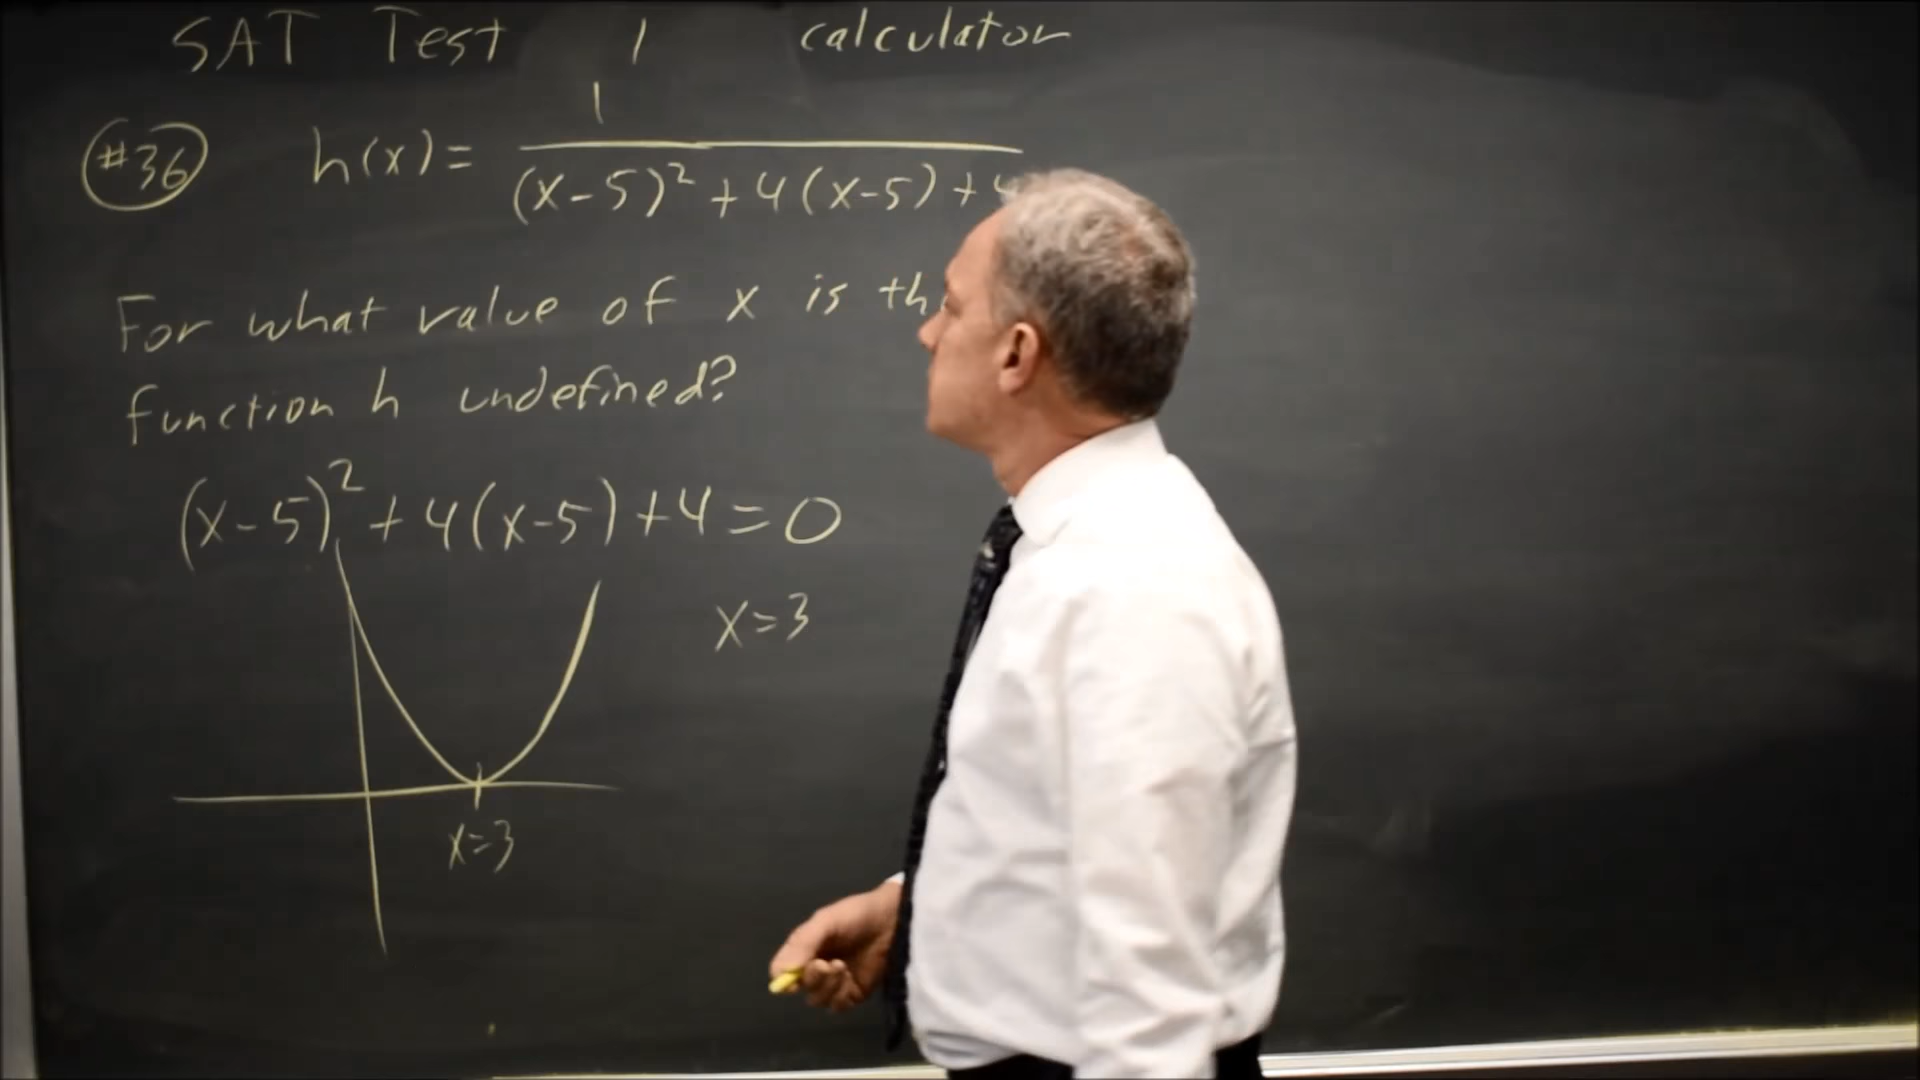 SAT Test 1 calculator
#36 h(x) = 1
(x-5)² + 4(x-5) + 4
For what value of x is
function h undefined?
(x-5)² + 4(x-5) + 4 = 0
x=3
x=3